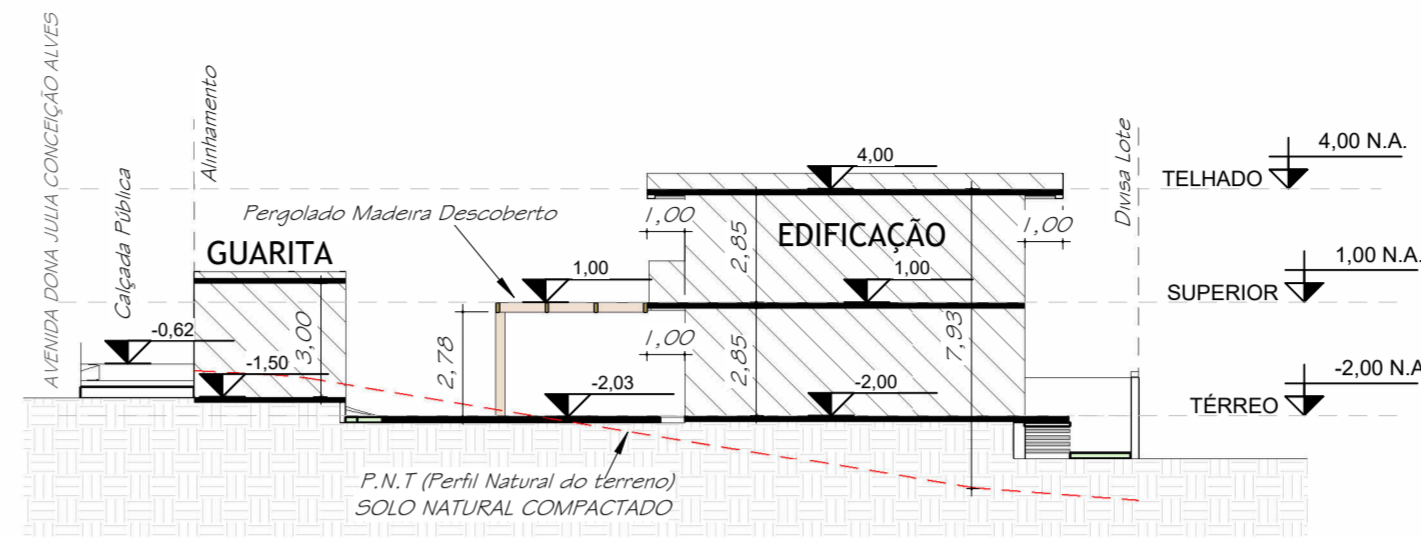 AVENIDA DONA JULIA CONCEIÇÃO ALVES
Calçada Pública
Alinhamento
GUARITA
Pergolado Madeira Descoberto
EDIFICAÇÃO
Divisa Lote
4,00
1,00
1,00
2,85
1,00
1,00
-0,62
-1,50
3,00
2,78
1,00
2,85
7,93
-2,03
-2,00
TELHADO
4,00 N.A.
SUPERIOR
1,00 N.A.
TÉRREO
-2,00 N.A
P.N.T (Perfil Natural do terreno)
SOLO NATURAL COMPACTADO